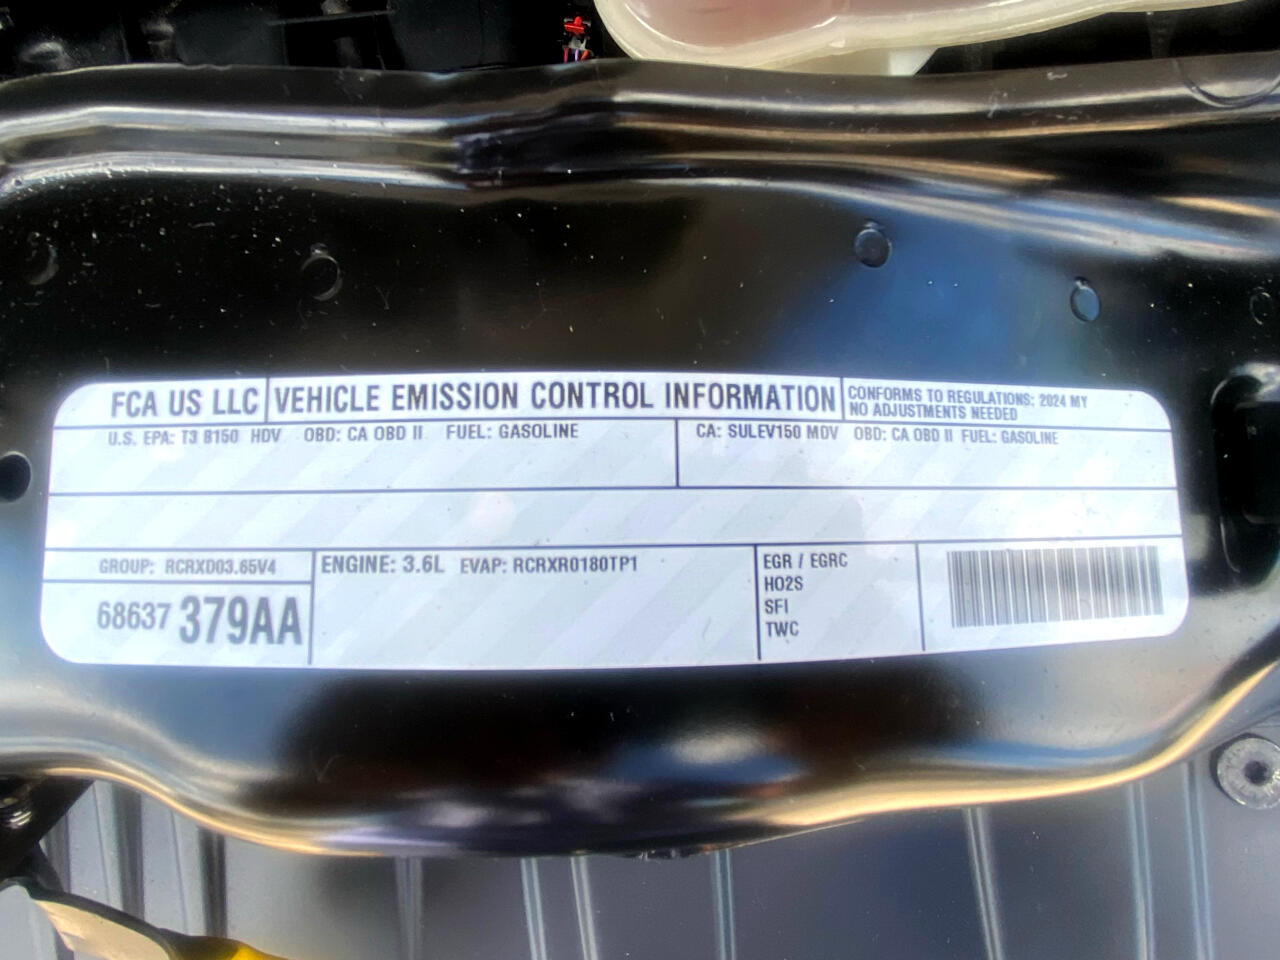 FCA US LLC VEHICLE EMISSION CONTROL INFORMATION
CONFORMS TO REGULATIONS: 2024 MY
NO ADJUSTMENTS NEEDED
U.S. EPA: T3 B150 HDV OBD: CA OBD II FUEL: GASOLINE
CA: SULEV150 MDV OBD: CA OBD II FUEL: GASOLINE
GROUP: RCRXD03.65V4
68637 379AA
ENGINE: 3.6L EVAP: RCRXR0180TP1
EGR / EGRC
HO2S
SFI
TWC